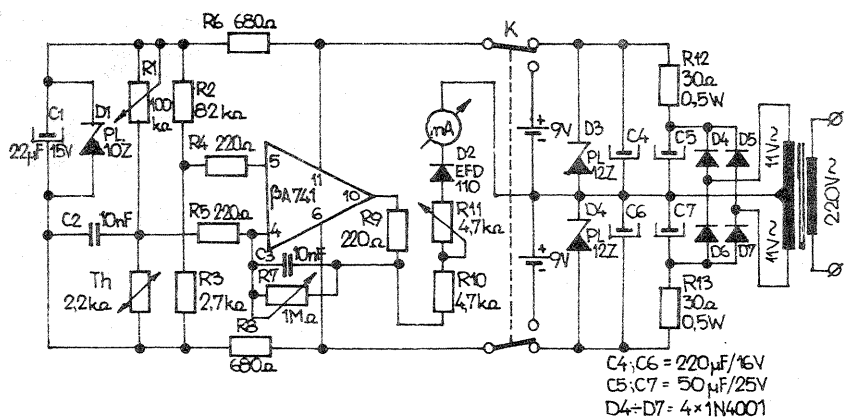 R6 680Ω
K
R1
100
kΩ
R2
82kΩ
C1
22µF 15V
D1
PL
10Z
R4 220Ω
5
βA741
11
10
6
4
mA
D2
EFD
110
9V
D3
PL
12Z
C4
C5
R12
30Ω
0,5W
D4
D5
11V~
11V~
220V~
C2
10nF
R5 220Ω
C3
10nF
R7
1MΩ
R9
220Ω
R11
4,7kΩ
R10
4,7kΩ
9V
D4
PL
12Z
C6
C7
D6
D7
R13
30Ω
0,5W
Th
2,2kΩ
R3
2,7kΩ
R8
680Ω
C4;C6 = 220µF/16V
C5;C7 = 50µF/25V
D4÷D7 = 4×1N4001